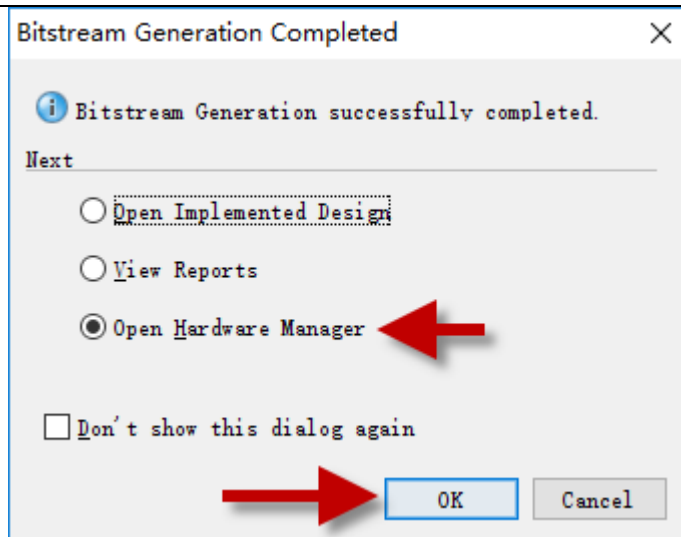 Bitstream Generation Completed
Bitstream Generation successfully completed.
Next
Open Implemented Design
View Reports
Open Hardware Manager
Don't show this dialog again
OK Cancel